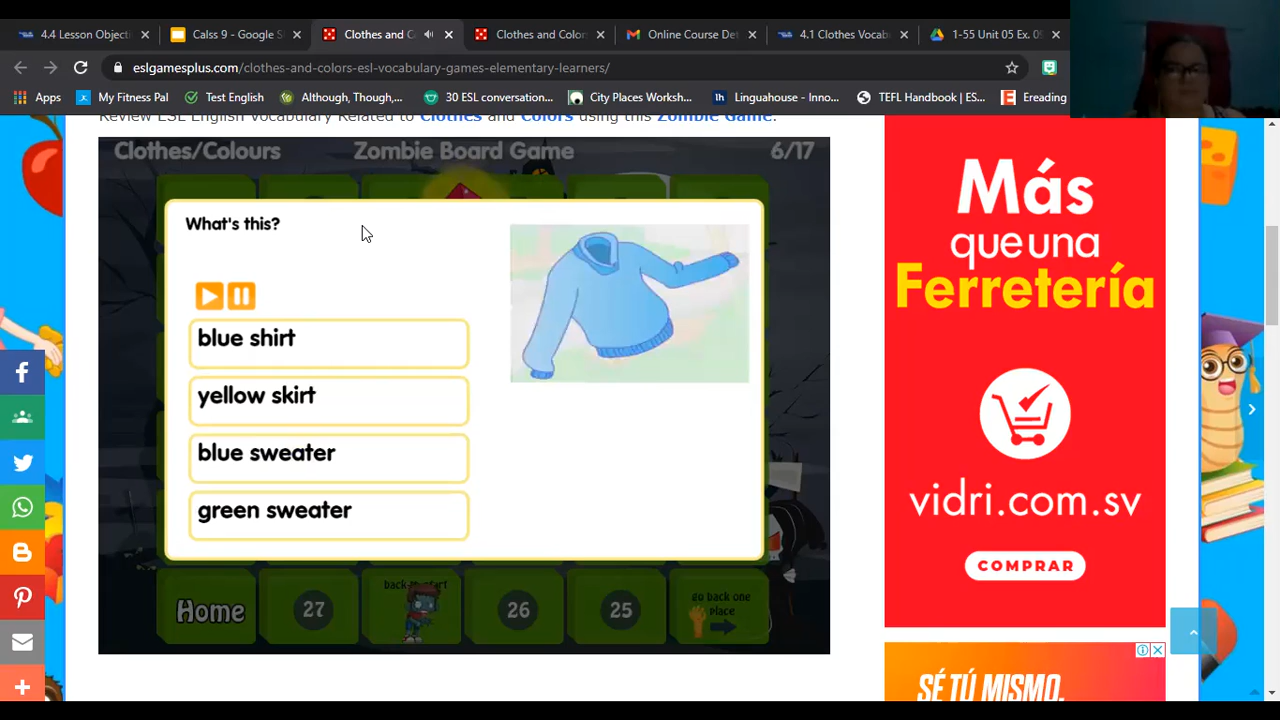 4.4 Lesson Objecti
Calss 9 - Google S
Clothes and C
Clothes and Color
Online Course Det
4.1 Clothes Vocab
1-55 Unit 05 Ex. 05
eslgamesplus.com/clothes-and-colors-esl-vocabulary-games-elementary-learners/
Apps
My Fitness Pal
Test English
Although, Though,...
30 ESL conversation...
City Places Worksh...
Linguahouse - Inno...
TEFL Handbook | ES...
Ereading
Review ESL English Vocabulary Related to Clothes and Colors using this Zombie Game.
Clothes/Colours
Zombie Board Game
6/17
What's this?
blue shirt
yellow skirt
blue sweater
green sweater
Home
27
back to start
26
25
go back one
place
Más
que una
Ferretería
vidri.com.sv
COMPRAR
SÉ TÚ MISMO.